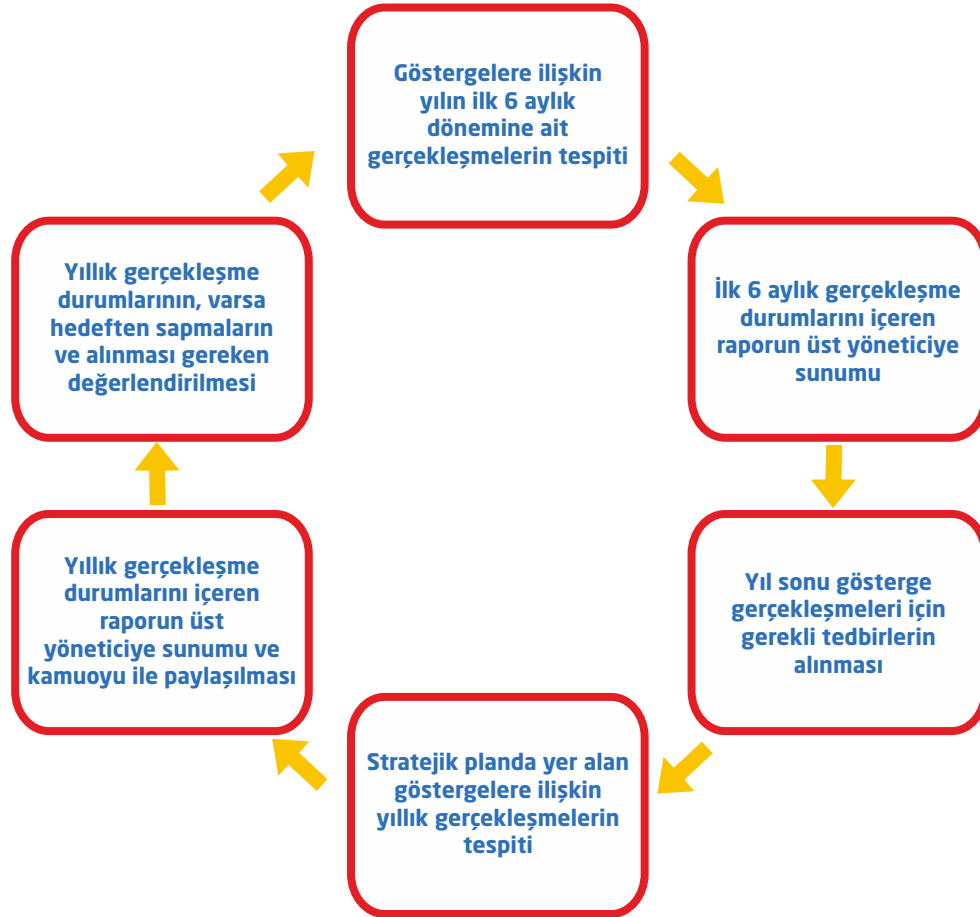 Göstergelere ilişkin
yılın ilk 6 aylık
dönemine ait
gerçekleşmelerin tespiti
İlk 6 aylık gerçekleşme
durumlarını içeren
raporun üst yöneticiye
sunumu
Yıl sonu gösterge
gerçekleşmeleri için
gerekli tedbirlerin
alınması
Stratejik planda yer alan
göstergelere ilişkin
yıllık gerçekleşmelerin
tespiti
Yıllık gerçekleşme
durumlarını içeren
raporun üst
yöneticiye sunumu ve
kamuoyu ile paylaşılması
Yıllık gerçekleşme
durumlarının, varsa
hedeften sapmaların
ve alınması gereken
değerlendirilmesi